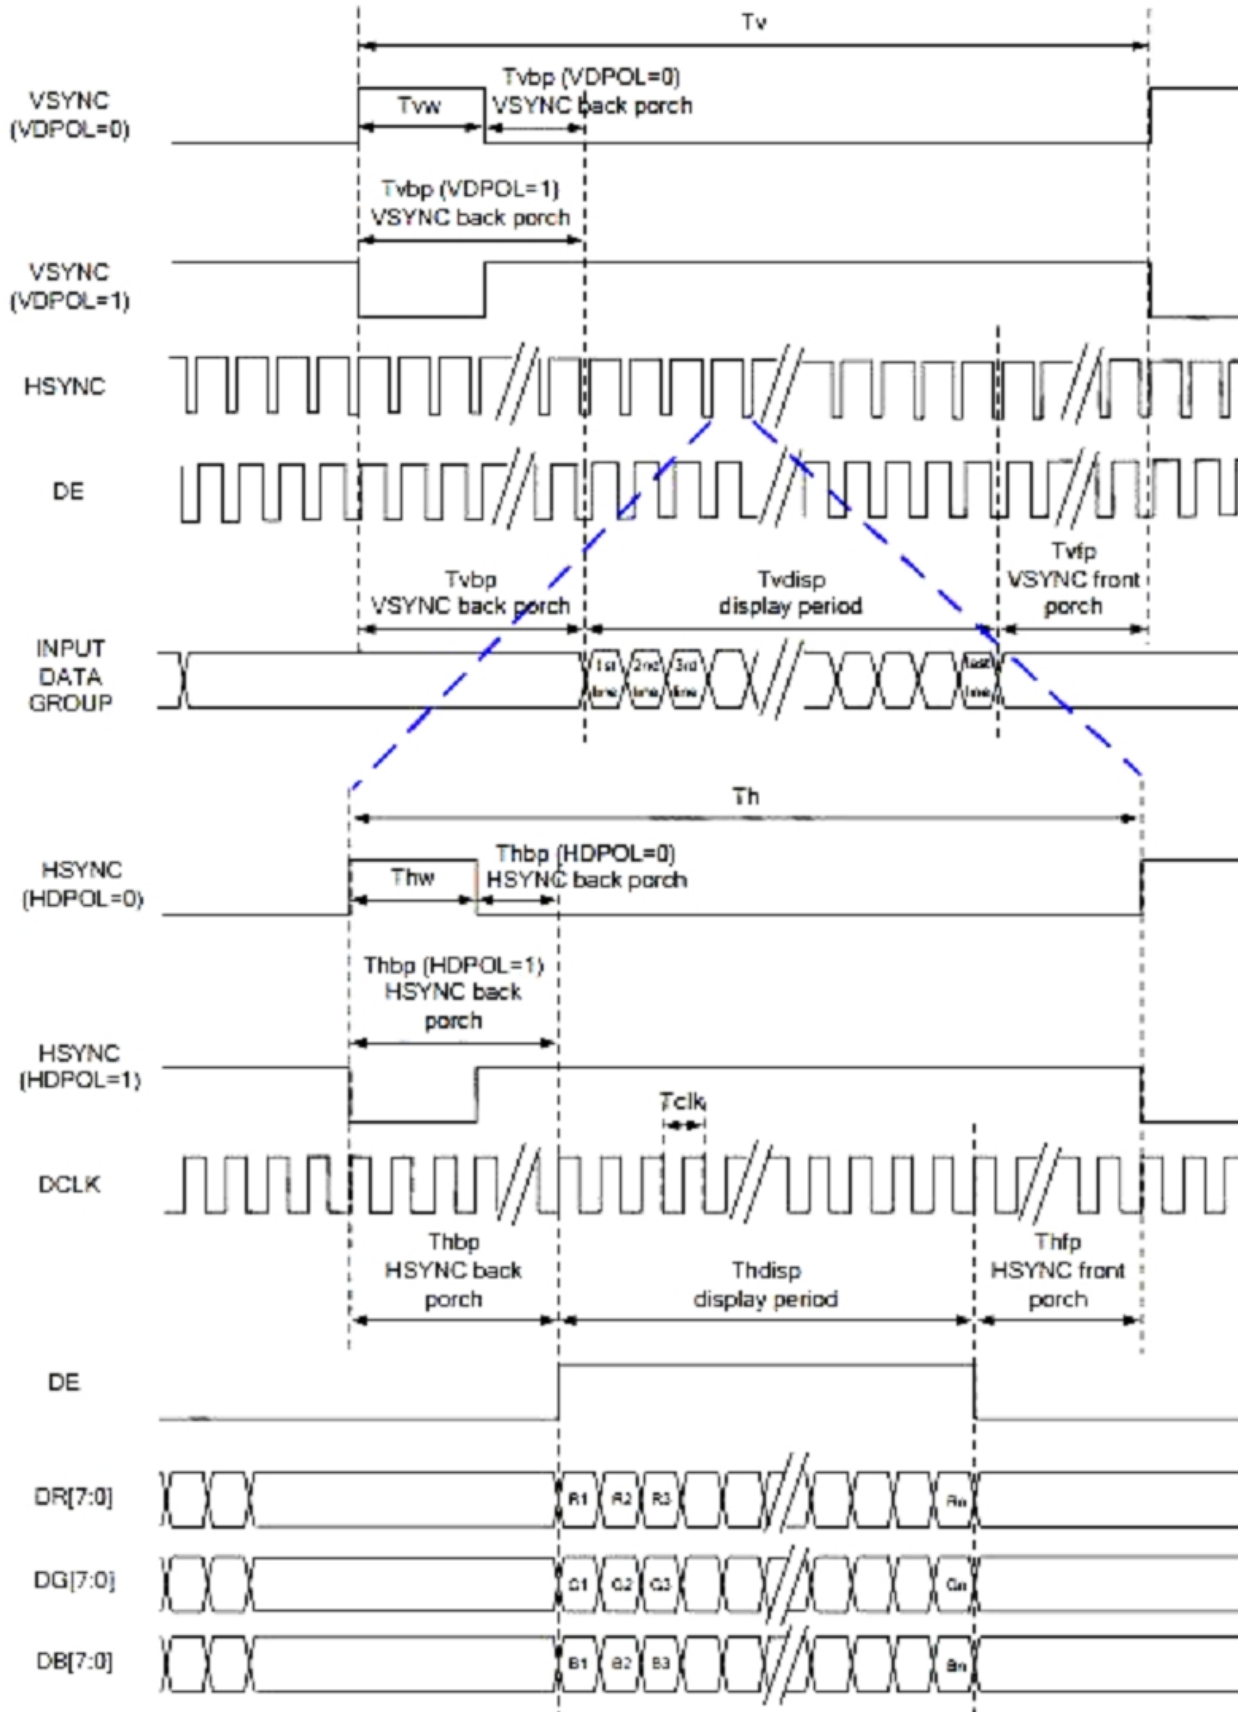 Tv
Tvbp (VDPOL=0)
VSYNC back porch
VSYNC
(VDPOL=0)
Tvw
Tvbp (VDPOL=1)
VSYNC back porch
VSYNC
(VDPOL=1)
HSYNC
DE
Tvbp
VSYNC back porch
Tvdisp
display period
Tvfp
VSYNC front
porch
INPUT
DATA
GROUP
1st
line
2nd
line
3rd
line
last
line
Th
HSYNC
(HDPOL=0)
Thw
Thbp (HDPOL=0)
HSYNC back porch
Thbp (HDPOL=1)
HSYNC back
porch
HSYNC
(HDPOL=1)
Tclk
DCLK
Thbp
HSYNC back
porch
Thdisp
display period
Thfp
HSYNC front
porch
DE
DR[7:0]
R1 R2 R3 Rn
DG[7:0]
G1 G2 G3 Gn
DB[7:0]
B1 B2 B3 Bn